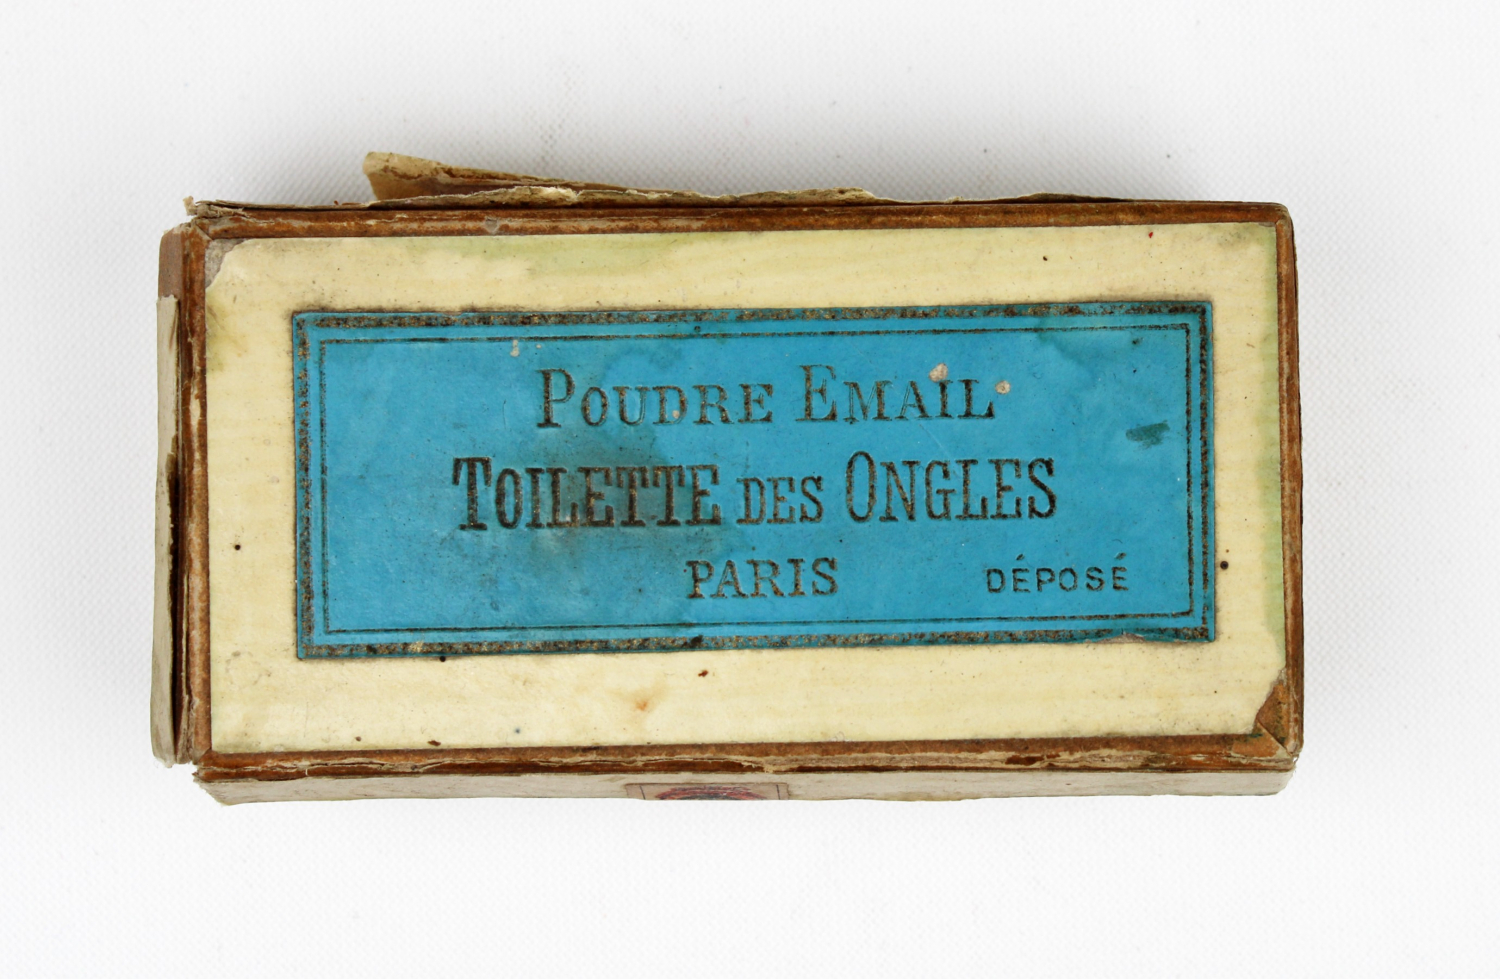 POUDRE EMAIL
TOILETTE DES ONGLES
PARIS DÉPOSÉ